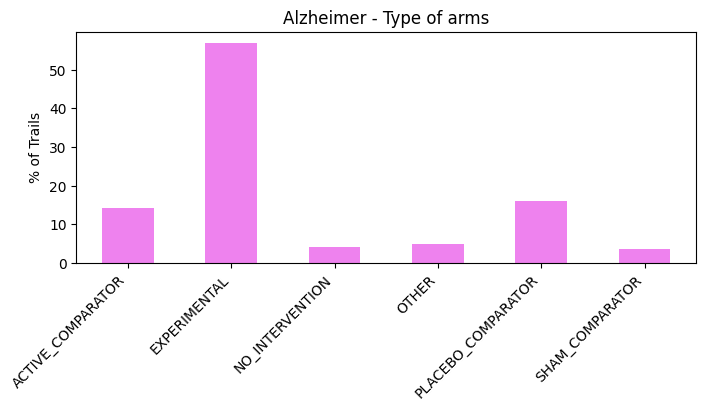 Alzheimer - Type of arms
% of Trails
50
40
30
20
10
0
ACTIVE_COMPARATOR
EXPERIMENTAL
NO_INTERVENTION
OTHER
PLACEBO_COMPARATOR
SHAM_COMPARATOR